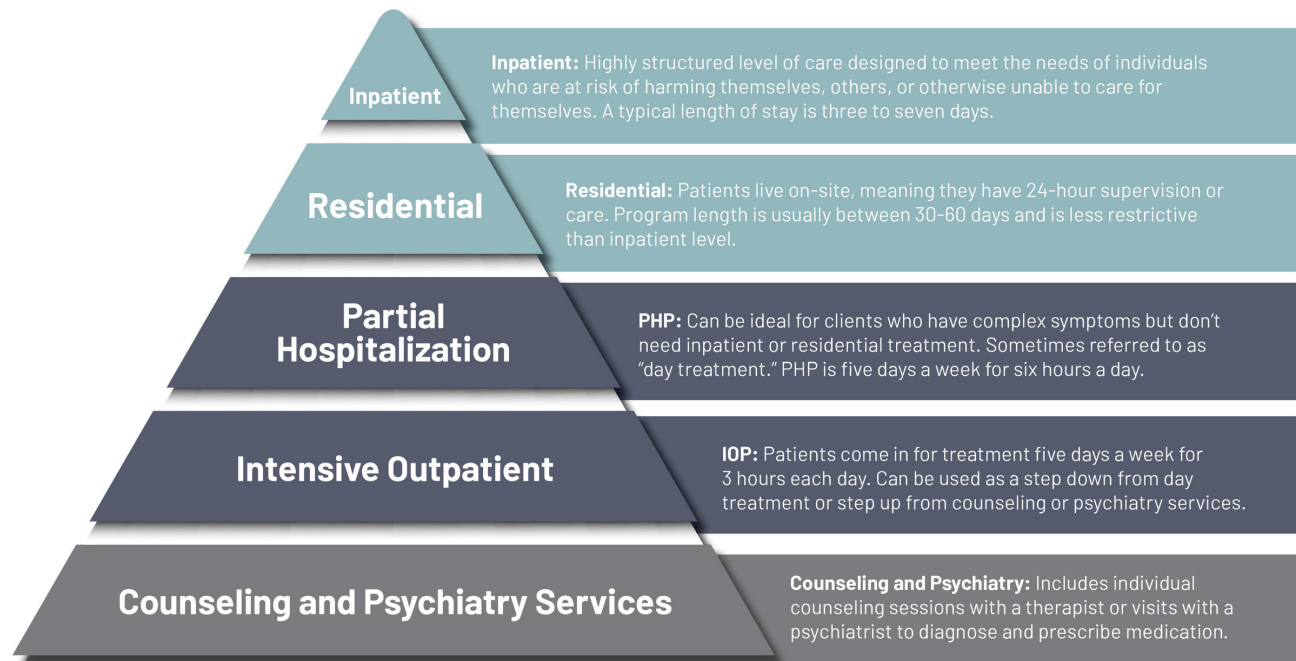 Inpatient
Inpatient: Highly structured level of care designed to meet the needs of individuals
who are at risk of harming themselves, others, or otherwise unable to care for
themselves. A typical length of stay is three to seven days.
Residential
Residential: Patients live on-site, meaning they have 24-hour supervision or
care. Program length is usually between 30-60 days and is less restrictive
than inpatient level.
Partial
Hospitalization
PHP: Can be ideal for clients who have complex symptoms but don’t
need inpatient or residential treatment. Sometimes referred to as
“day treatment.” PHP is five days a week for six hours a day.
Intensive Outpatient
IOP: Patients come in for treatment five days a week for
3 hours each day. Can be used as a step down from day
treatment or step up from counseling or psychiatry services.
Counseling and Psychiatry Services
Counseling and Psychiatry: Includes individual
counseling sessions with a therapist or visits with a
psychiatrist to diagnose and prescribe medication.